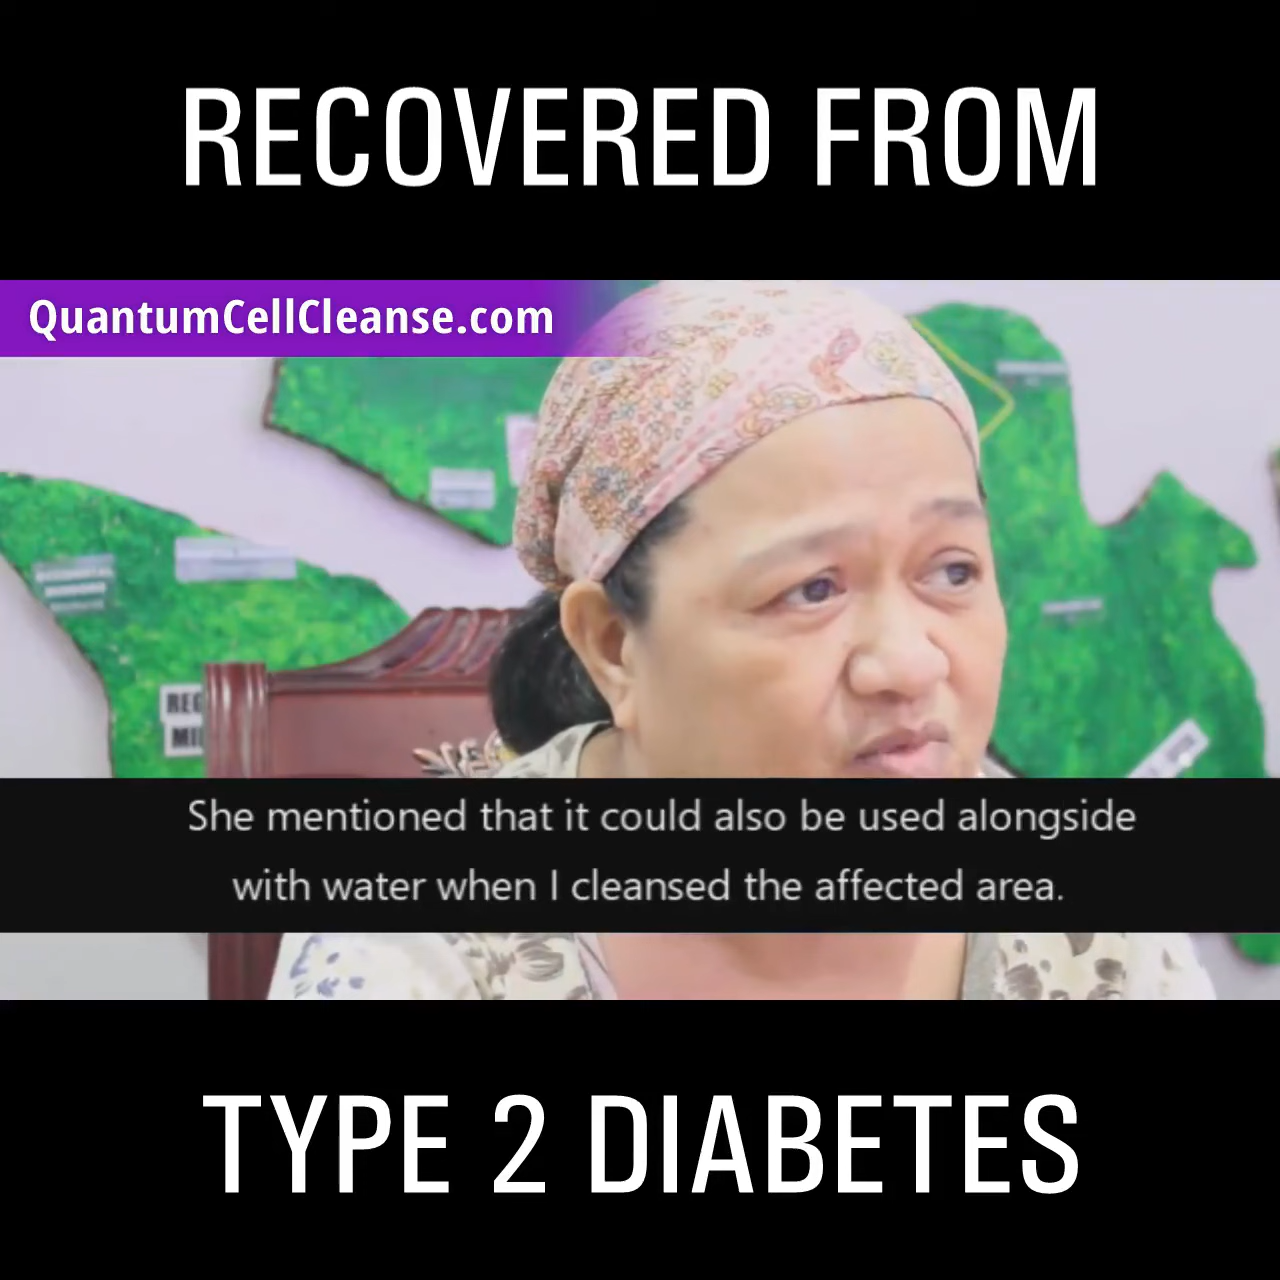 RECOVERED FROM
QuantumCellCleanse.com
She mentioned that it could also be used alongside
with water when I cleansed the affected area.
TYPE 2 DIABETES